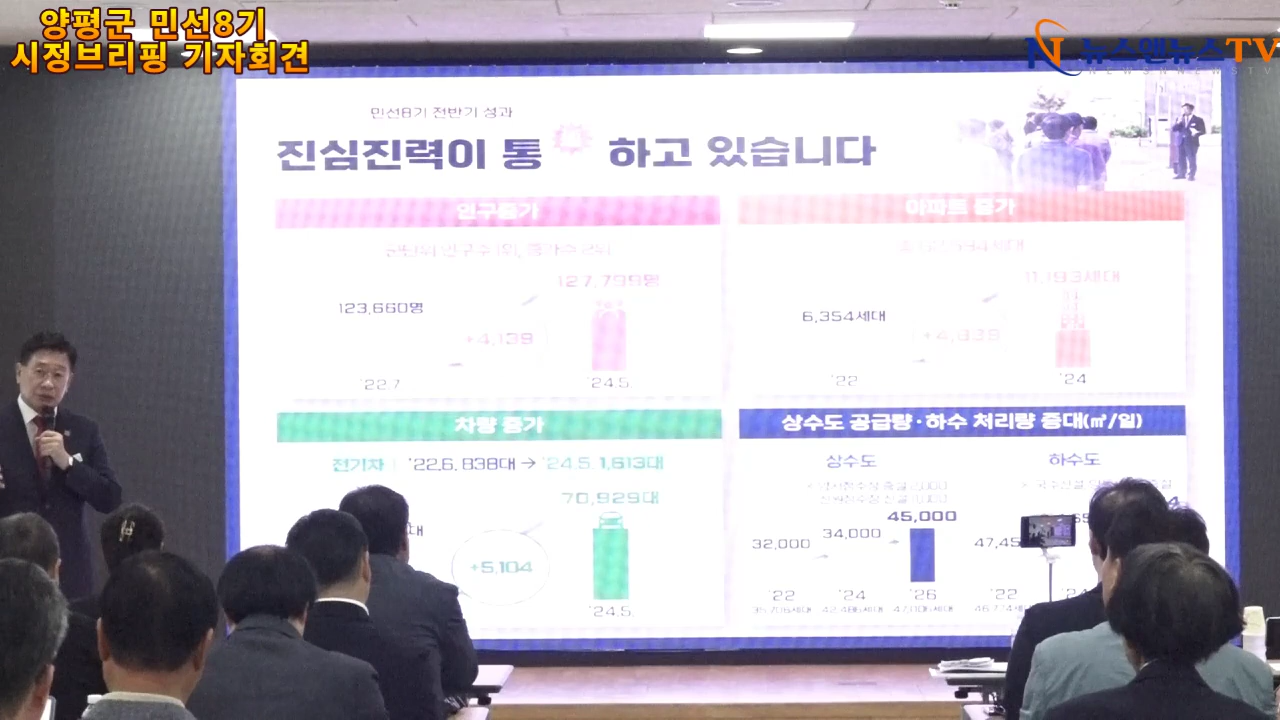 양평군 민선8기
시정브리핑 기자회견
뉴스앤뉴스TV
NEWSNNEWSTV
민선8기 전반기 성과
진심진력이 통 하고 있습니다
인구증가
127,799명
123,660명
+4,139
'22.7
'24.5.
아파트 증가
11,193세대
6,354세대
+4,839
'22
'24
차량 증가
전기차 '22.6. 838대 → '24.5. 1,613대
70,929대
대
+5,104
'24.5.
상수도 공급량·하수 처리량 증대(㎥/일)
상수도
하수도
45,000
34,000
32,000
47,45
'22
'24
'26
'22
'24